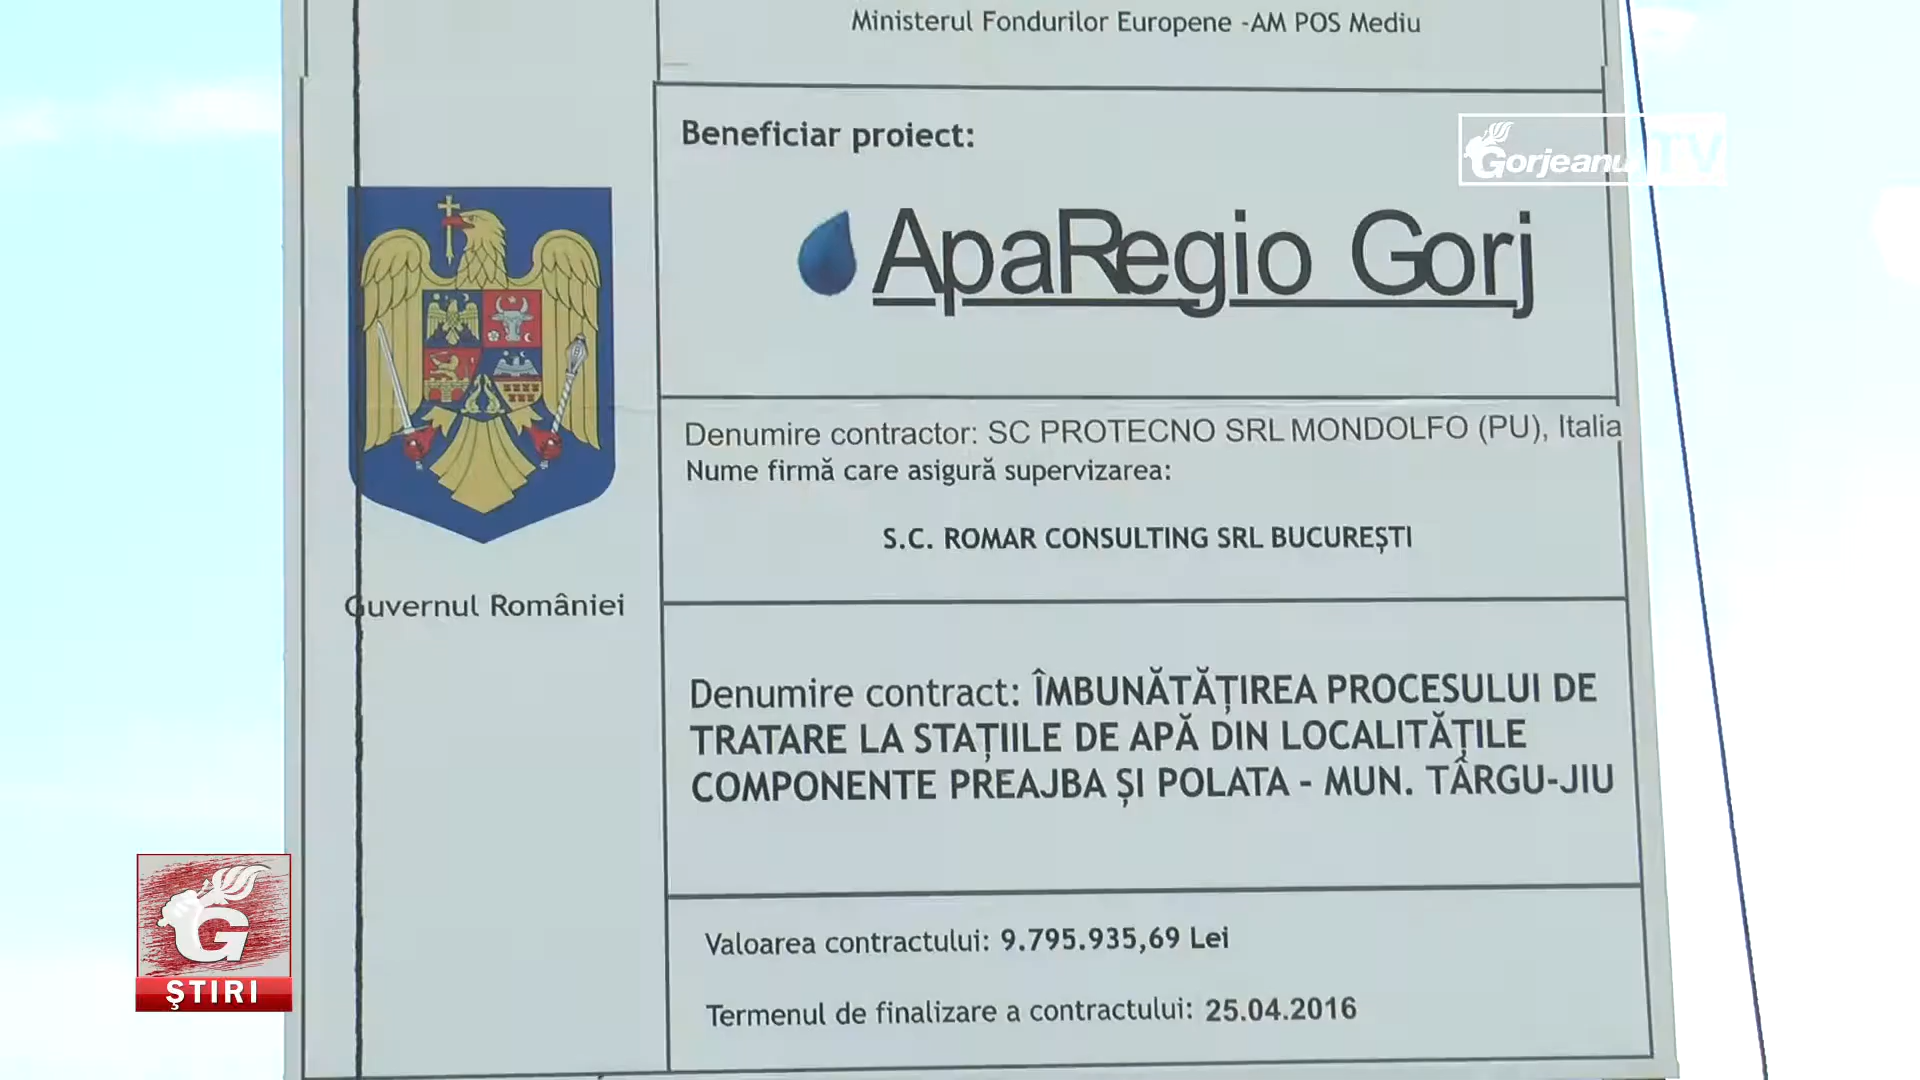 Ministerul Fondurilor Europene -AM POS Mediu
Beneficiar proiect:
Gorjeanul TV
ApaRegio Gorj
Denumire contractor: SC PROTECNO SRL MONDOLFO (PU), Italia
Nume firmă care asigură supervizarea:
S.C. ROMAR CONSULTING SRL BUCUREȘTI
Guvernul României
Denumire contract: ÎMBUNĂTĂȚIREA PROCESULUI DE
TRATARE LA STAȚIILE DE APĂ DIN LOCALITĂȚILE
COMPONENTE PREAJBA ȘI POLATA - MUN. TÂRGU-JIU
Valoarea contractului: 9.795.935,69 Lei
Termenul de finalizare a contractului: 25.04.2016
G
ŞTIRI